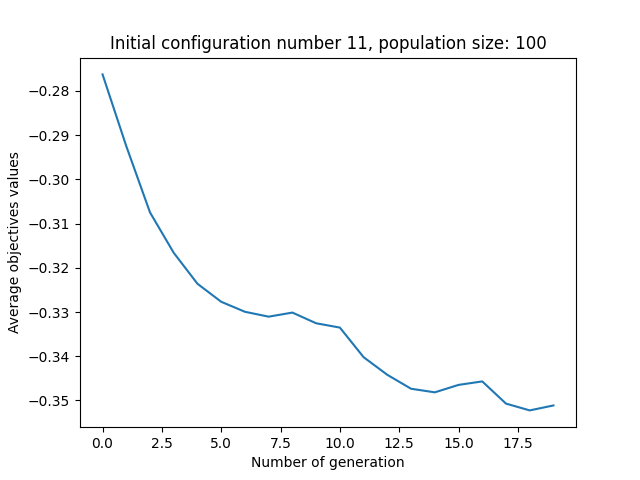 Initial configuration number 11, population size: 100
Average objectives values
−0.28
−0.29
−0.30
−0.31
−0.32
−0.33
−0.34
−0.35
0.0 2.5 5.0 7.5 10.0 12.5 15.0 17.5
Number of generation